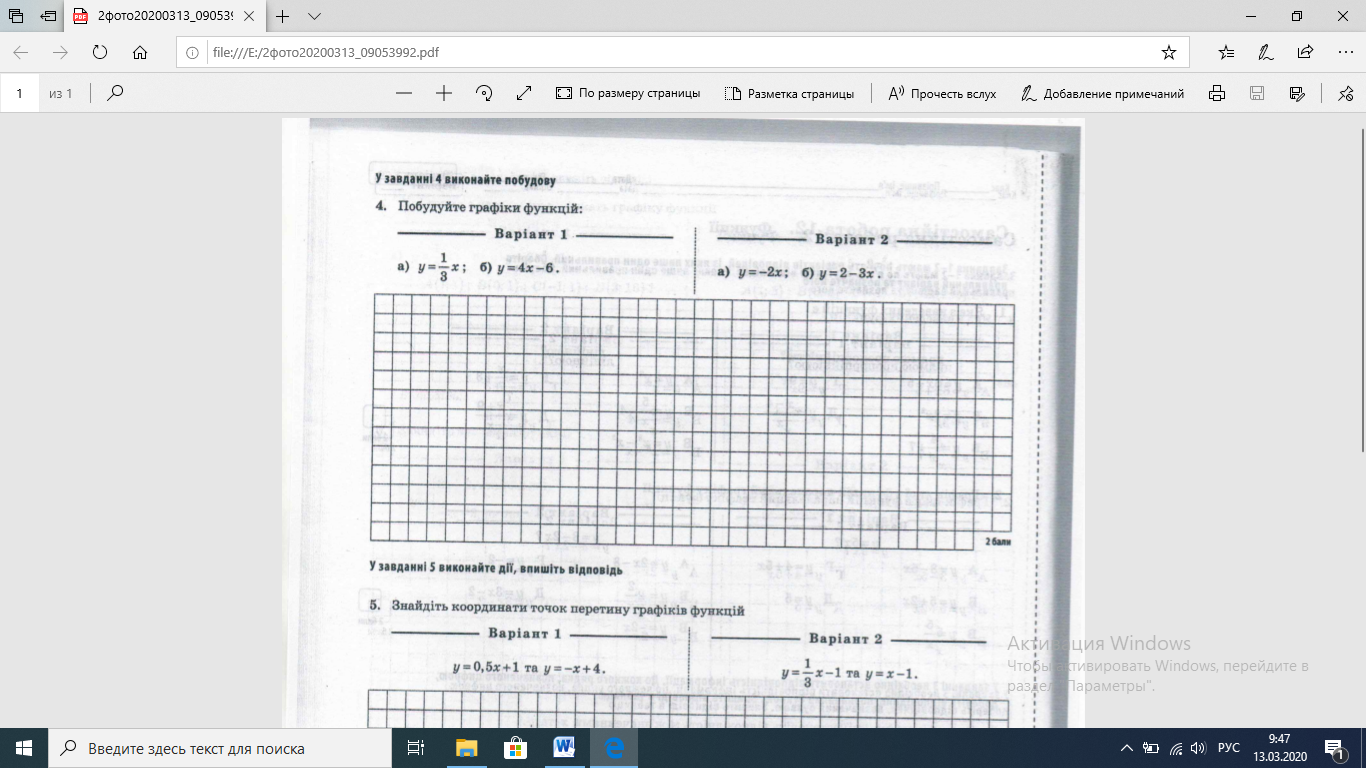 2фото20200313_09053
file:///E:/2фото20200313_09053992.pdf
1 из 1
По размеру страницы
Разметка страницы
Прочесть вслух
Добавление примечаний
У завданні 4 виконайте побудову
4. Побудуйте графіки функцій:
Варіант 1
а) y=1/3x; б) y=4x−6.
Варіант 2
а) y=−2x; б) y=2−3x.
2 бали
У завданні 5 виконайте дії, впишіть відповідь
5. Знайдіть координати точок перетину графіків функцій
Варіант 1
y=0,5x+1 та y=−x+4.
Варіант 2
y=1/3x−1 та y=x−1.
Активация Windows
Чтобы активировать Windows, перейдите в
раздел "Параметры".
Введите здесь текст для поиска
РУС
9:47
13.03.2020
1